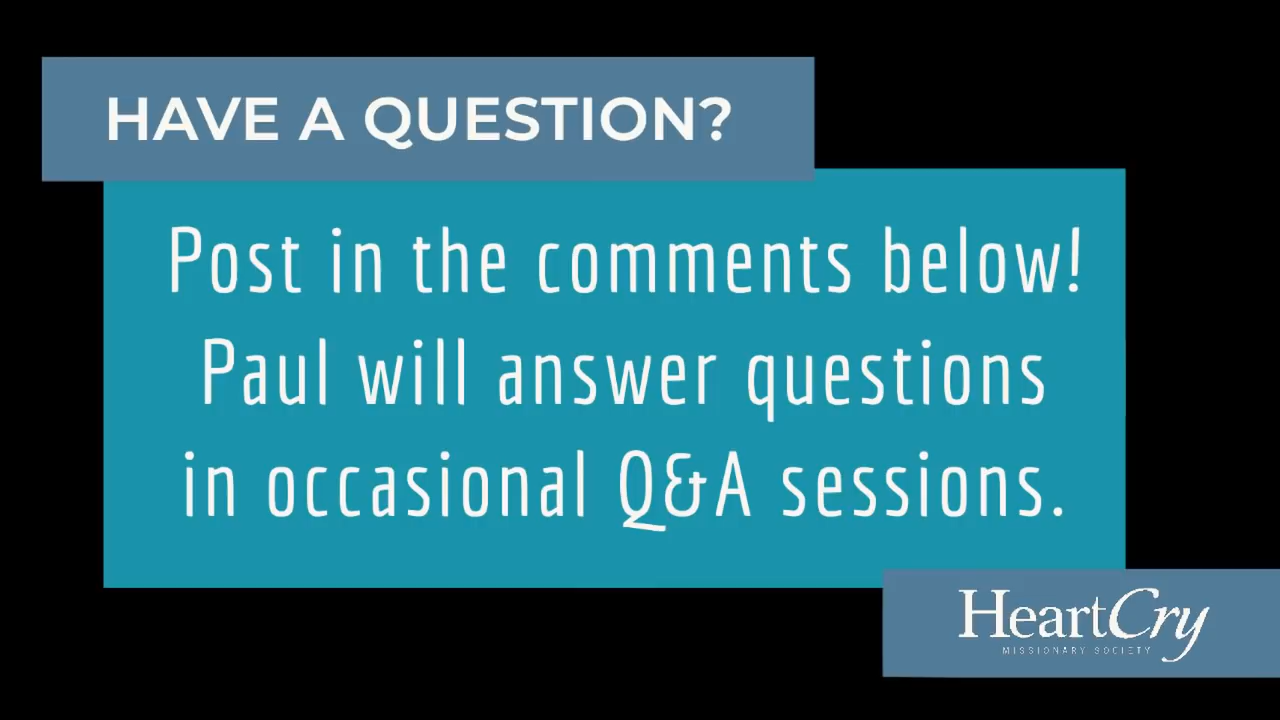 HAVE A QUESTION?
Post in the comments below!
Paul will answer questions
in occasional Q&A sessions.
HeartCry
MISSIONARY SOCIETY